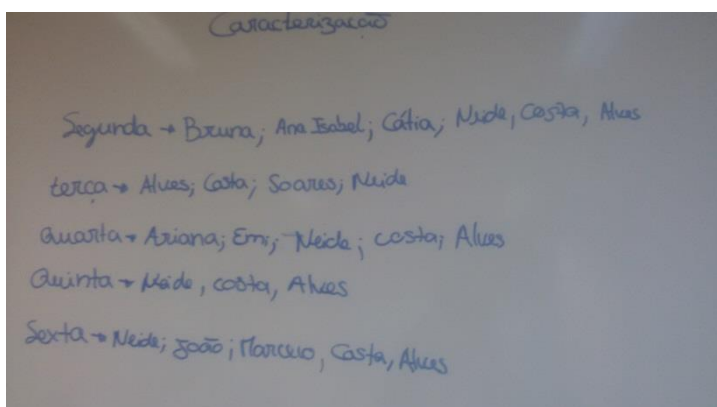 Caracterização
Segunda → Bruna; Ana Isabel; Cátia; Neide, Costa, Alves
terça → Alves; Costa; Soares; Neide
Quarta → Ariana; Emi; Neide; costa; Alves
Quinta → Neide, costa, Alves
Sexta → Neide; João; Marcelo, Costa, Alves